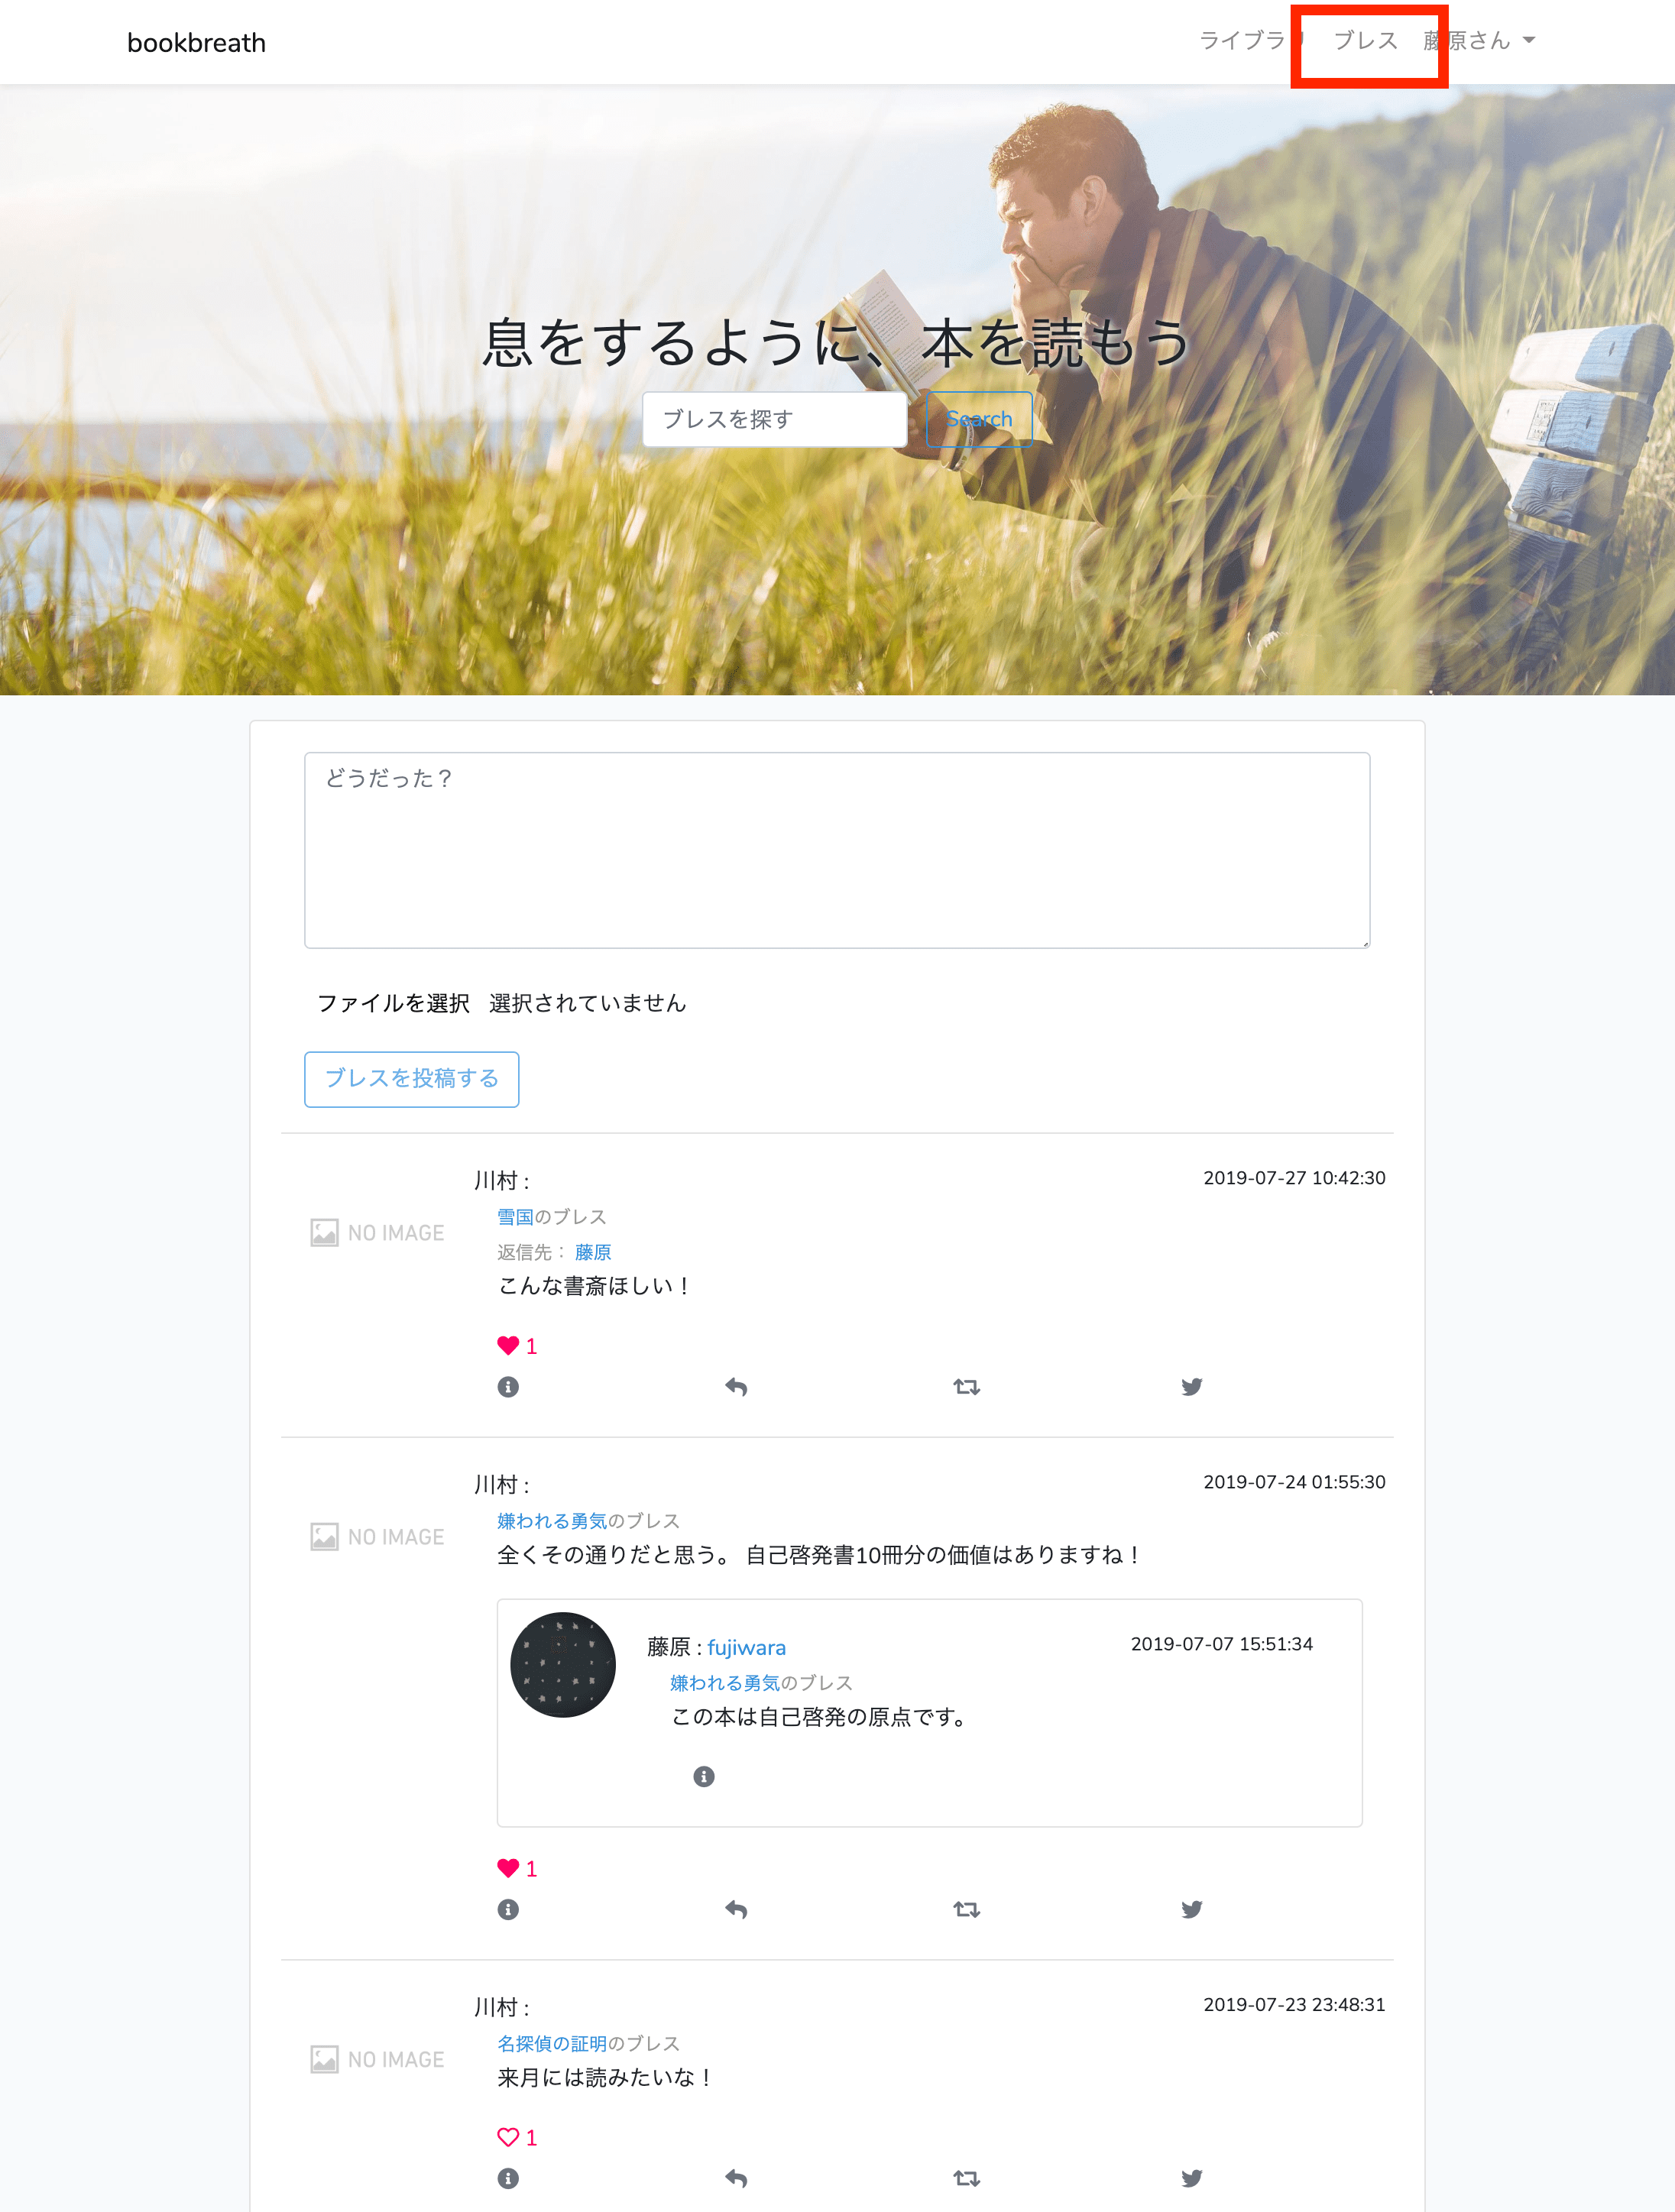 bookbreath
ライブラリ ブレス 藤原さん
息をするように、本を読もう
ブレスを探す Search
どうだった？
ファイルを選択 選択されていません
ブレスを投稿する
川村 : 2019-07-27 10:42:30
NO IMAGE
雪国のブレス
返信先： 藤原
こんな書斎ほしい！
1
川村 : 2019-07-24 01:55:30
NO IMAGE
嫌われる勇気のブレス
全くその通りだと思う。 自己啓発書10冊分の価値はありますね！
藤原 : fujiwara 2019-07-07 15:51:34
嫌われる勇気のブレス
この本は自己啓発の原点です。
1
川村 : 2019-07-23 23:48:31
NO IMAGE
名探偵の証明のブレス
来月には読みたいな！
1